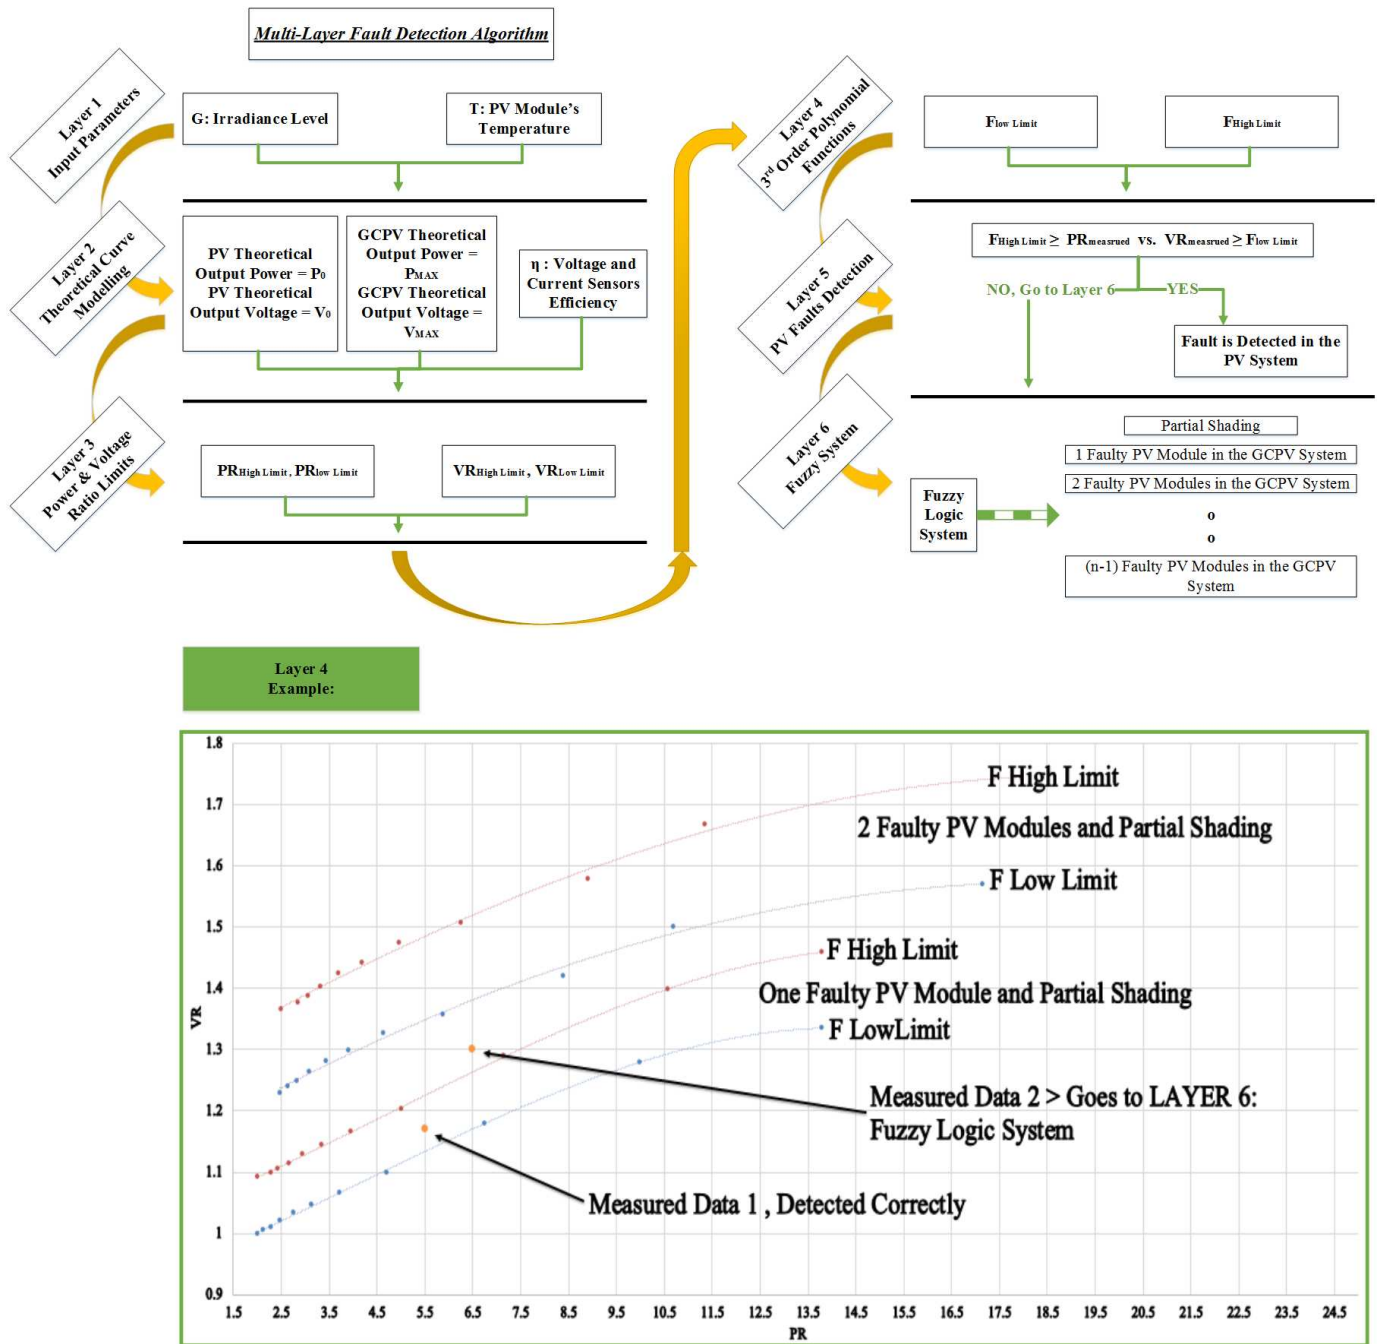 Multi-Layer Fault Detection Algorithm
Layer 1
Input Parameters
G: Irradiance Level
T: PV Module's
Temperature
Layer 2
Theoretical Curve
Modelling
PV Theoretical
Output Power = P0
PV Theoretical
Output Voltage = V0
GCPV Theoretical
Output Power =
PMAX
GCPV Theoretical
Output Voltage =
VMAX
η : Voltage and
Current Sensors
Efficiency
Layer 3
Power & Voltage
Ratio Limits
PRHigh Limit, PRlow Limit
VRHigh Limit, VRLow Limit
Layer 4
3rd Order Polynomial
Functions
Flow Limit
FHigh Limit
Layer 5
PV Faults Detection
FHigh Limit ≥ PRmeasrued vs. VRmeasrued ≥ Flow Limit
NO, Go to Layer 6
YES
Fault is Detected in the
PV System
Layer 6
Fuzzy System
Fuzzy
Logic
System
Partial Shading
1 Faulty PV Module in the GCPV System
2 Faulty PV Modules in the GCPV System
o
o
(n-1) Faulty PV Modules in the GCPV
System
Layer 4
Example:
1.8
1.7
1.6
1.5
1.4
1.3
1.2
1.1
1
0.9
VR
F High Limit
2 Faulty PV Modules and Partial Shading
F Low Limit
F High Limit
One Faulty PV Module and Partial Shading
F LowLimit
Measured Data 2 > Goes to LAYER 6:
Fuzzy Logic System
Measured Data 1 , Detected Correctly
1.5 2.5 3.5 4.5 5.5 6.5 7.5 8.5 9.5 10.5 11.5 12.5 13.5 14.5 15.5 16.5 17.5 18.5 19.5 20.5 21.5 22.5 23.5 24.5
PR